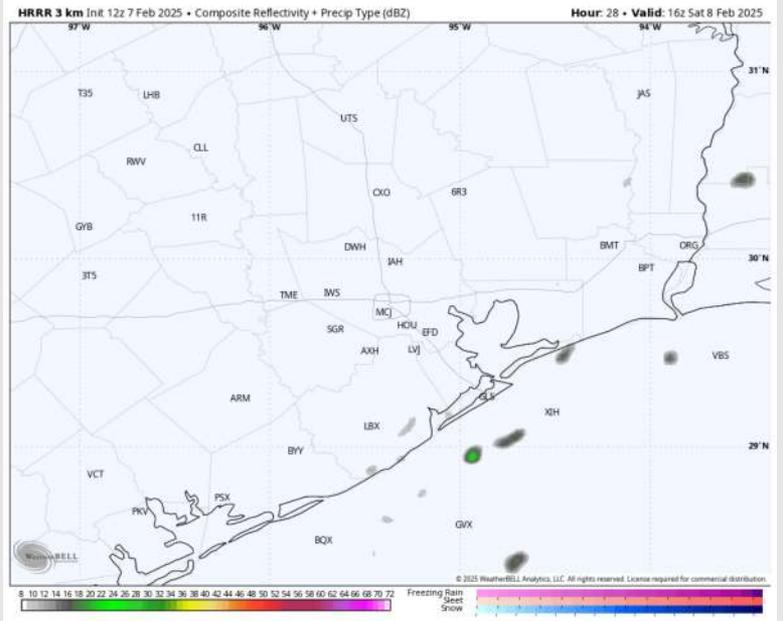 HRRR 3 km Init 12z 7 Feb 2025 • Composite Reflectivity + Precip Type (dBZ) Hour: 28 • Valid: 16z Sat 8 Feb 2025
97°W 96°W 95°W 94°W
31°N
T35 LHB JAS
UTS
CLL
RWV
CXO 6R3
11R
GYB
DWH BMT ORG
IAH 30°N
3T5 BPT
TME IWS
MCJ
SGR HOU EFD
AXH LVJ VBS
ARM GLS
LBX XIH
BYY 29°N
VCT
PSX
PKV
GVX
BQX
WeatherBELL
© 2025 WeatherBELL Analytics, LLC. All rights reserved. License required for commercial distribution.
8 10 12 14 16 18 20 22 24 26 28 30 32 34 36 38 40 42 44 46 48 50 52 54 56 58 60 62 64 66 68 70 72
Freezing Rain
Sleet
Snow